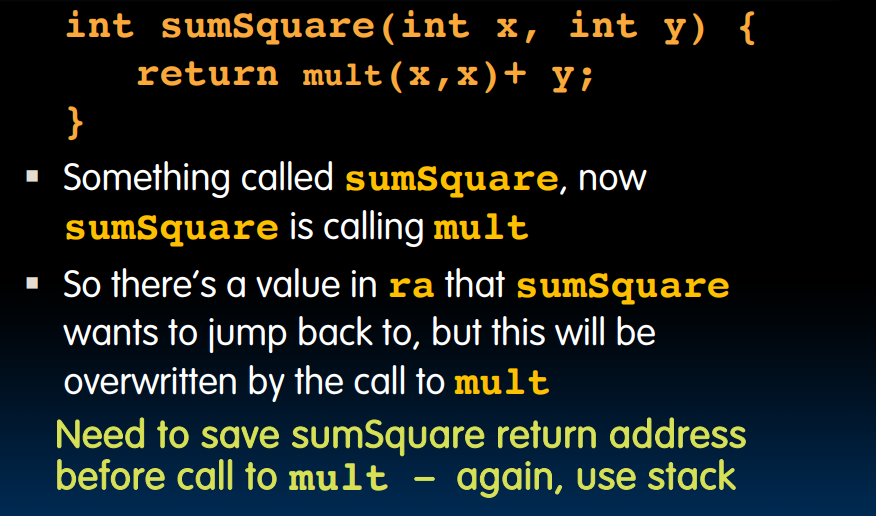 int sumSquare(int x, int y) {
return mult(x,x)+ y;
}
▪ Something called sumSquare, now
sumSquare is calling mult
▪ So there’s a value in ra that sumSquare
wants to jump back to, but this will be
overwritten by the call to mult
Need to save sumSquare return address
before call to mult – again, use stack